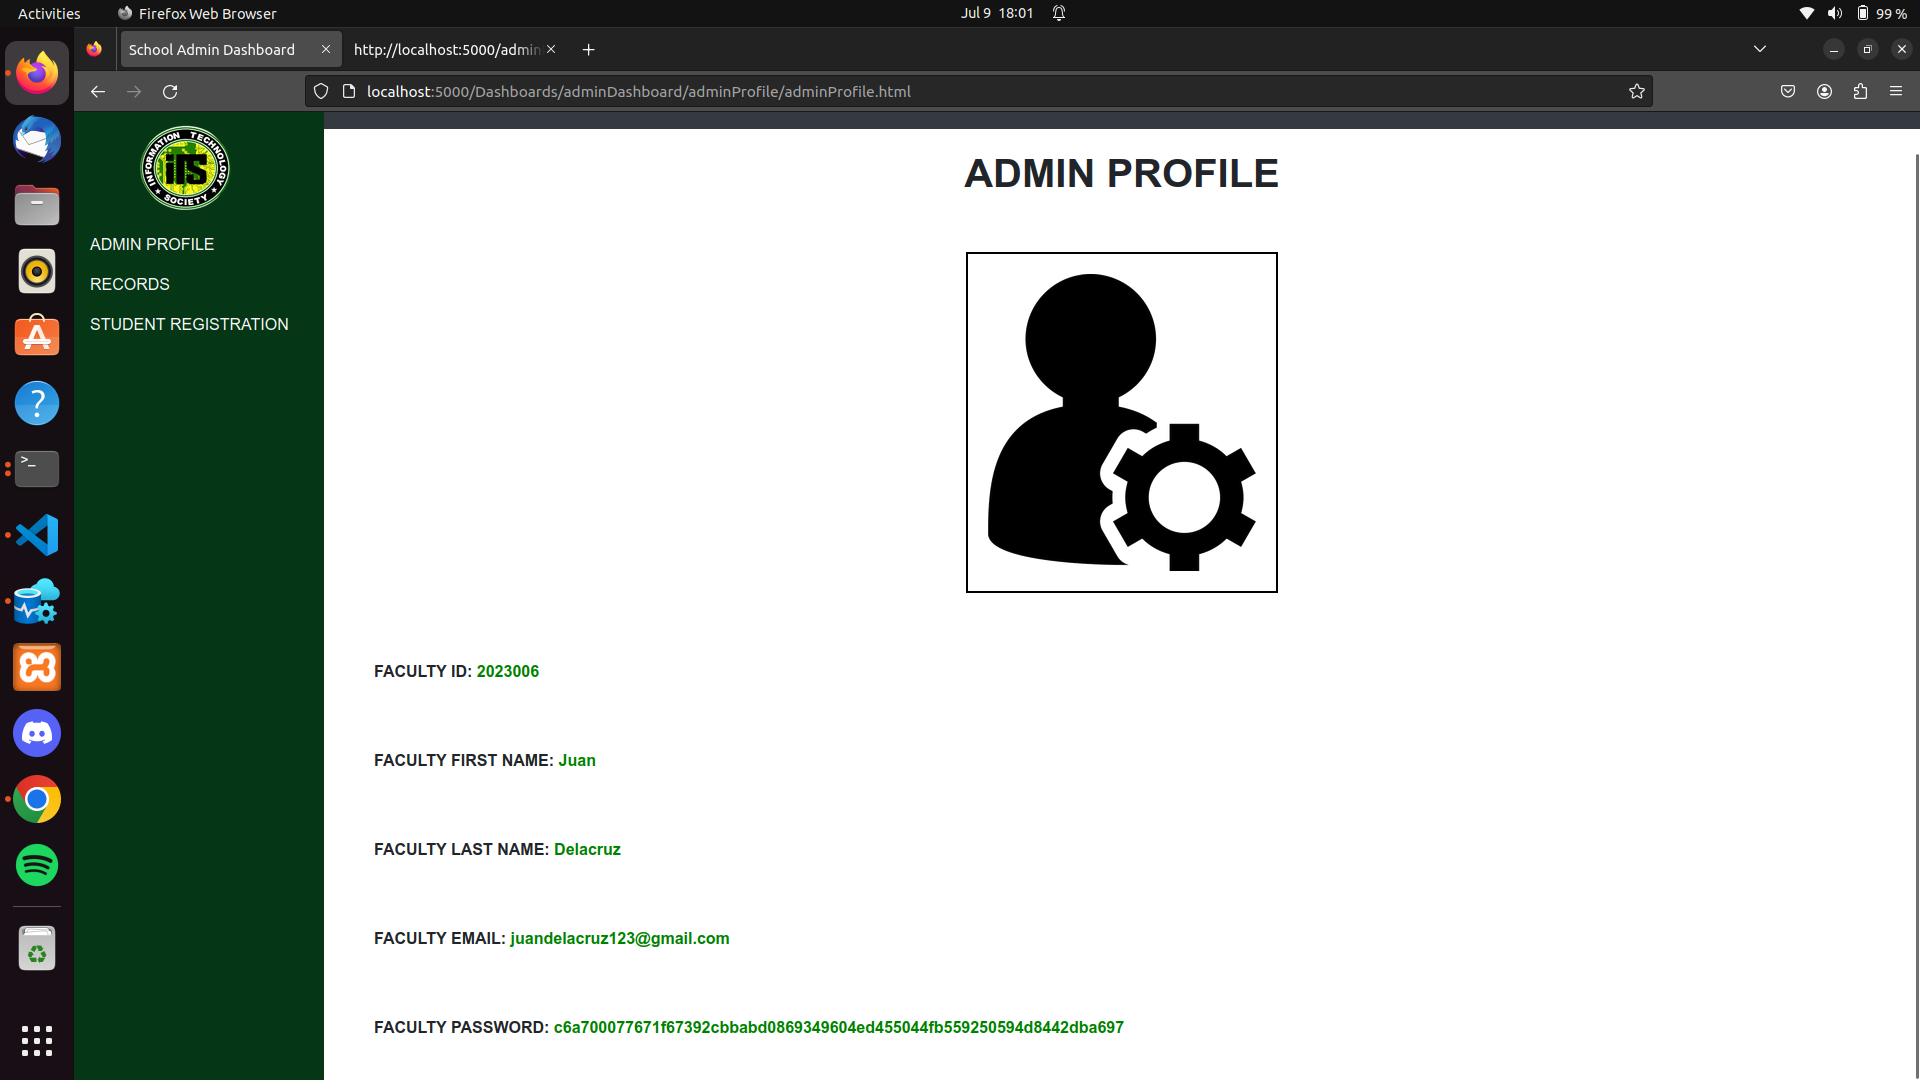 Activities
Firefox Web Browser
Jul 9 18:01
99 %
School Admin Dashboard
http://localhost:5000/admin
localhost:5000/Dashboards/adminDashboard/adminProfile/adminProfile.html
INFORMATION TECHNOLOGY
iTS
SOCIETY
ADMIN PROFILE
RECORDS
STUDENT REGISTRATION
ADMIN PROFILE
FACULTY ID: 2023006
FACULTY FIRST NAME: Juan
FACULTY LAST NAME: Delacruz
FACULTY EMAIL: juandelacruz123@gmail.com
FACULTY PASSWORD: c6a700077671f67392cbbabd0869349604ed455044fb559250594d8442dba697